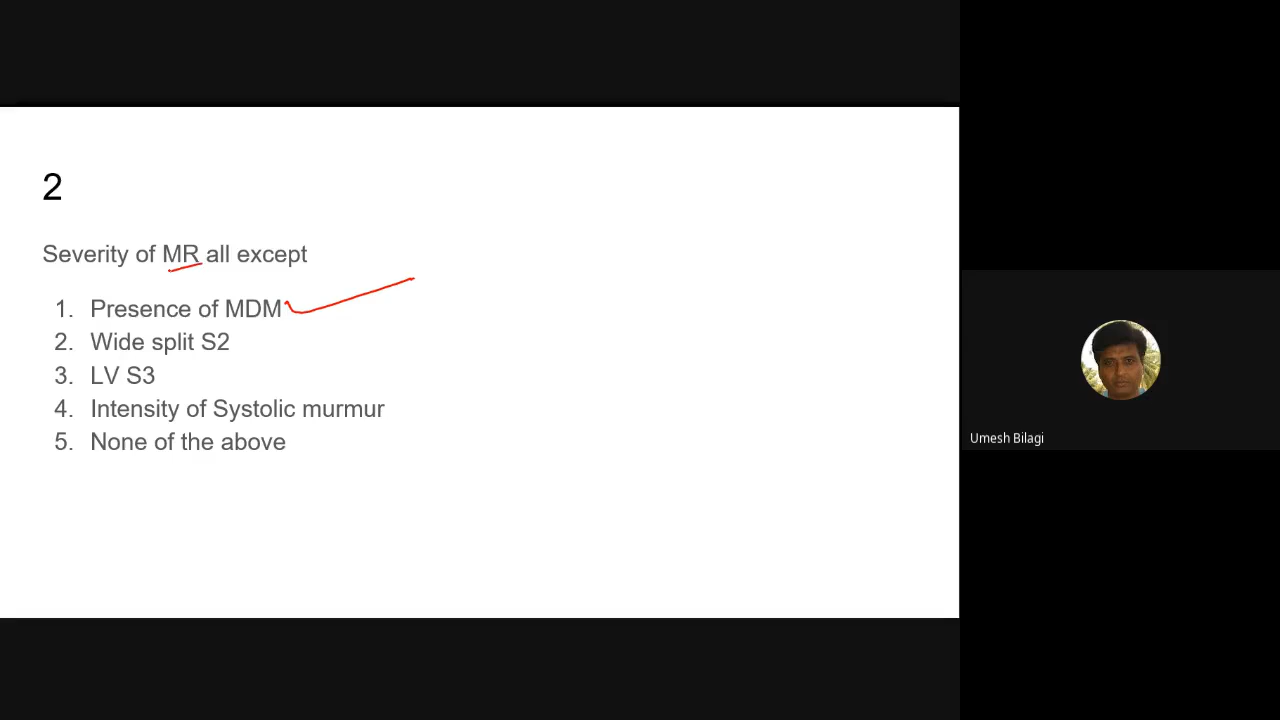 2
Severity of MR all except
1. Presence of MDM
2. Wide split S2
3. LV S3
4. Intensity of Systolic murmur
5. None of the above
Umesh Bilagi